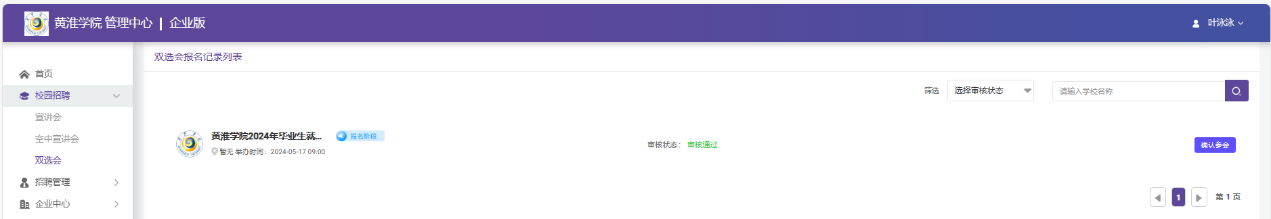 黄淮学院 管理中心 | 企业版
叶泳泳
双选会报名记录列表
首页
校园招聘
宣讲会
空中宣讲会
双选会
招聘管理
企业中心
筛选 选择审核状态 请输入学校名称
黄淮学院2024年毕业生就... 报名阶段
暂无 举办时间: 2024-05-17 09:00
审核状态: 审核通过
确认参会
1 第 1 页